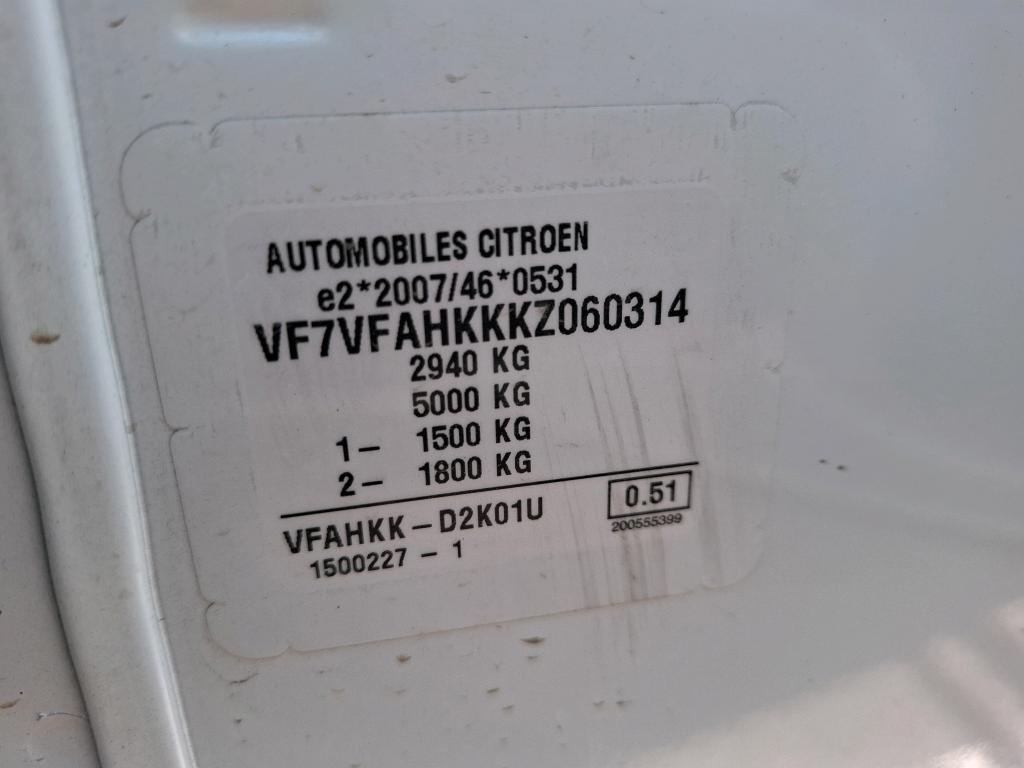 AUTOMOBILES CITROEN
e2*2007/46*0531
VF7VFAHKKKZ060314
2940 KG
5000 KG
1– 1500 KG
2– 1800 KG
VFAHKK – D2K01U
0.51
1500227 – 1
200555399